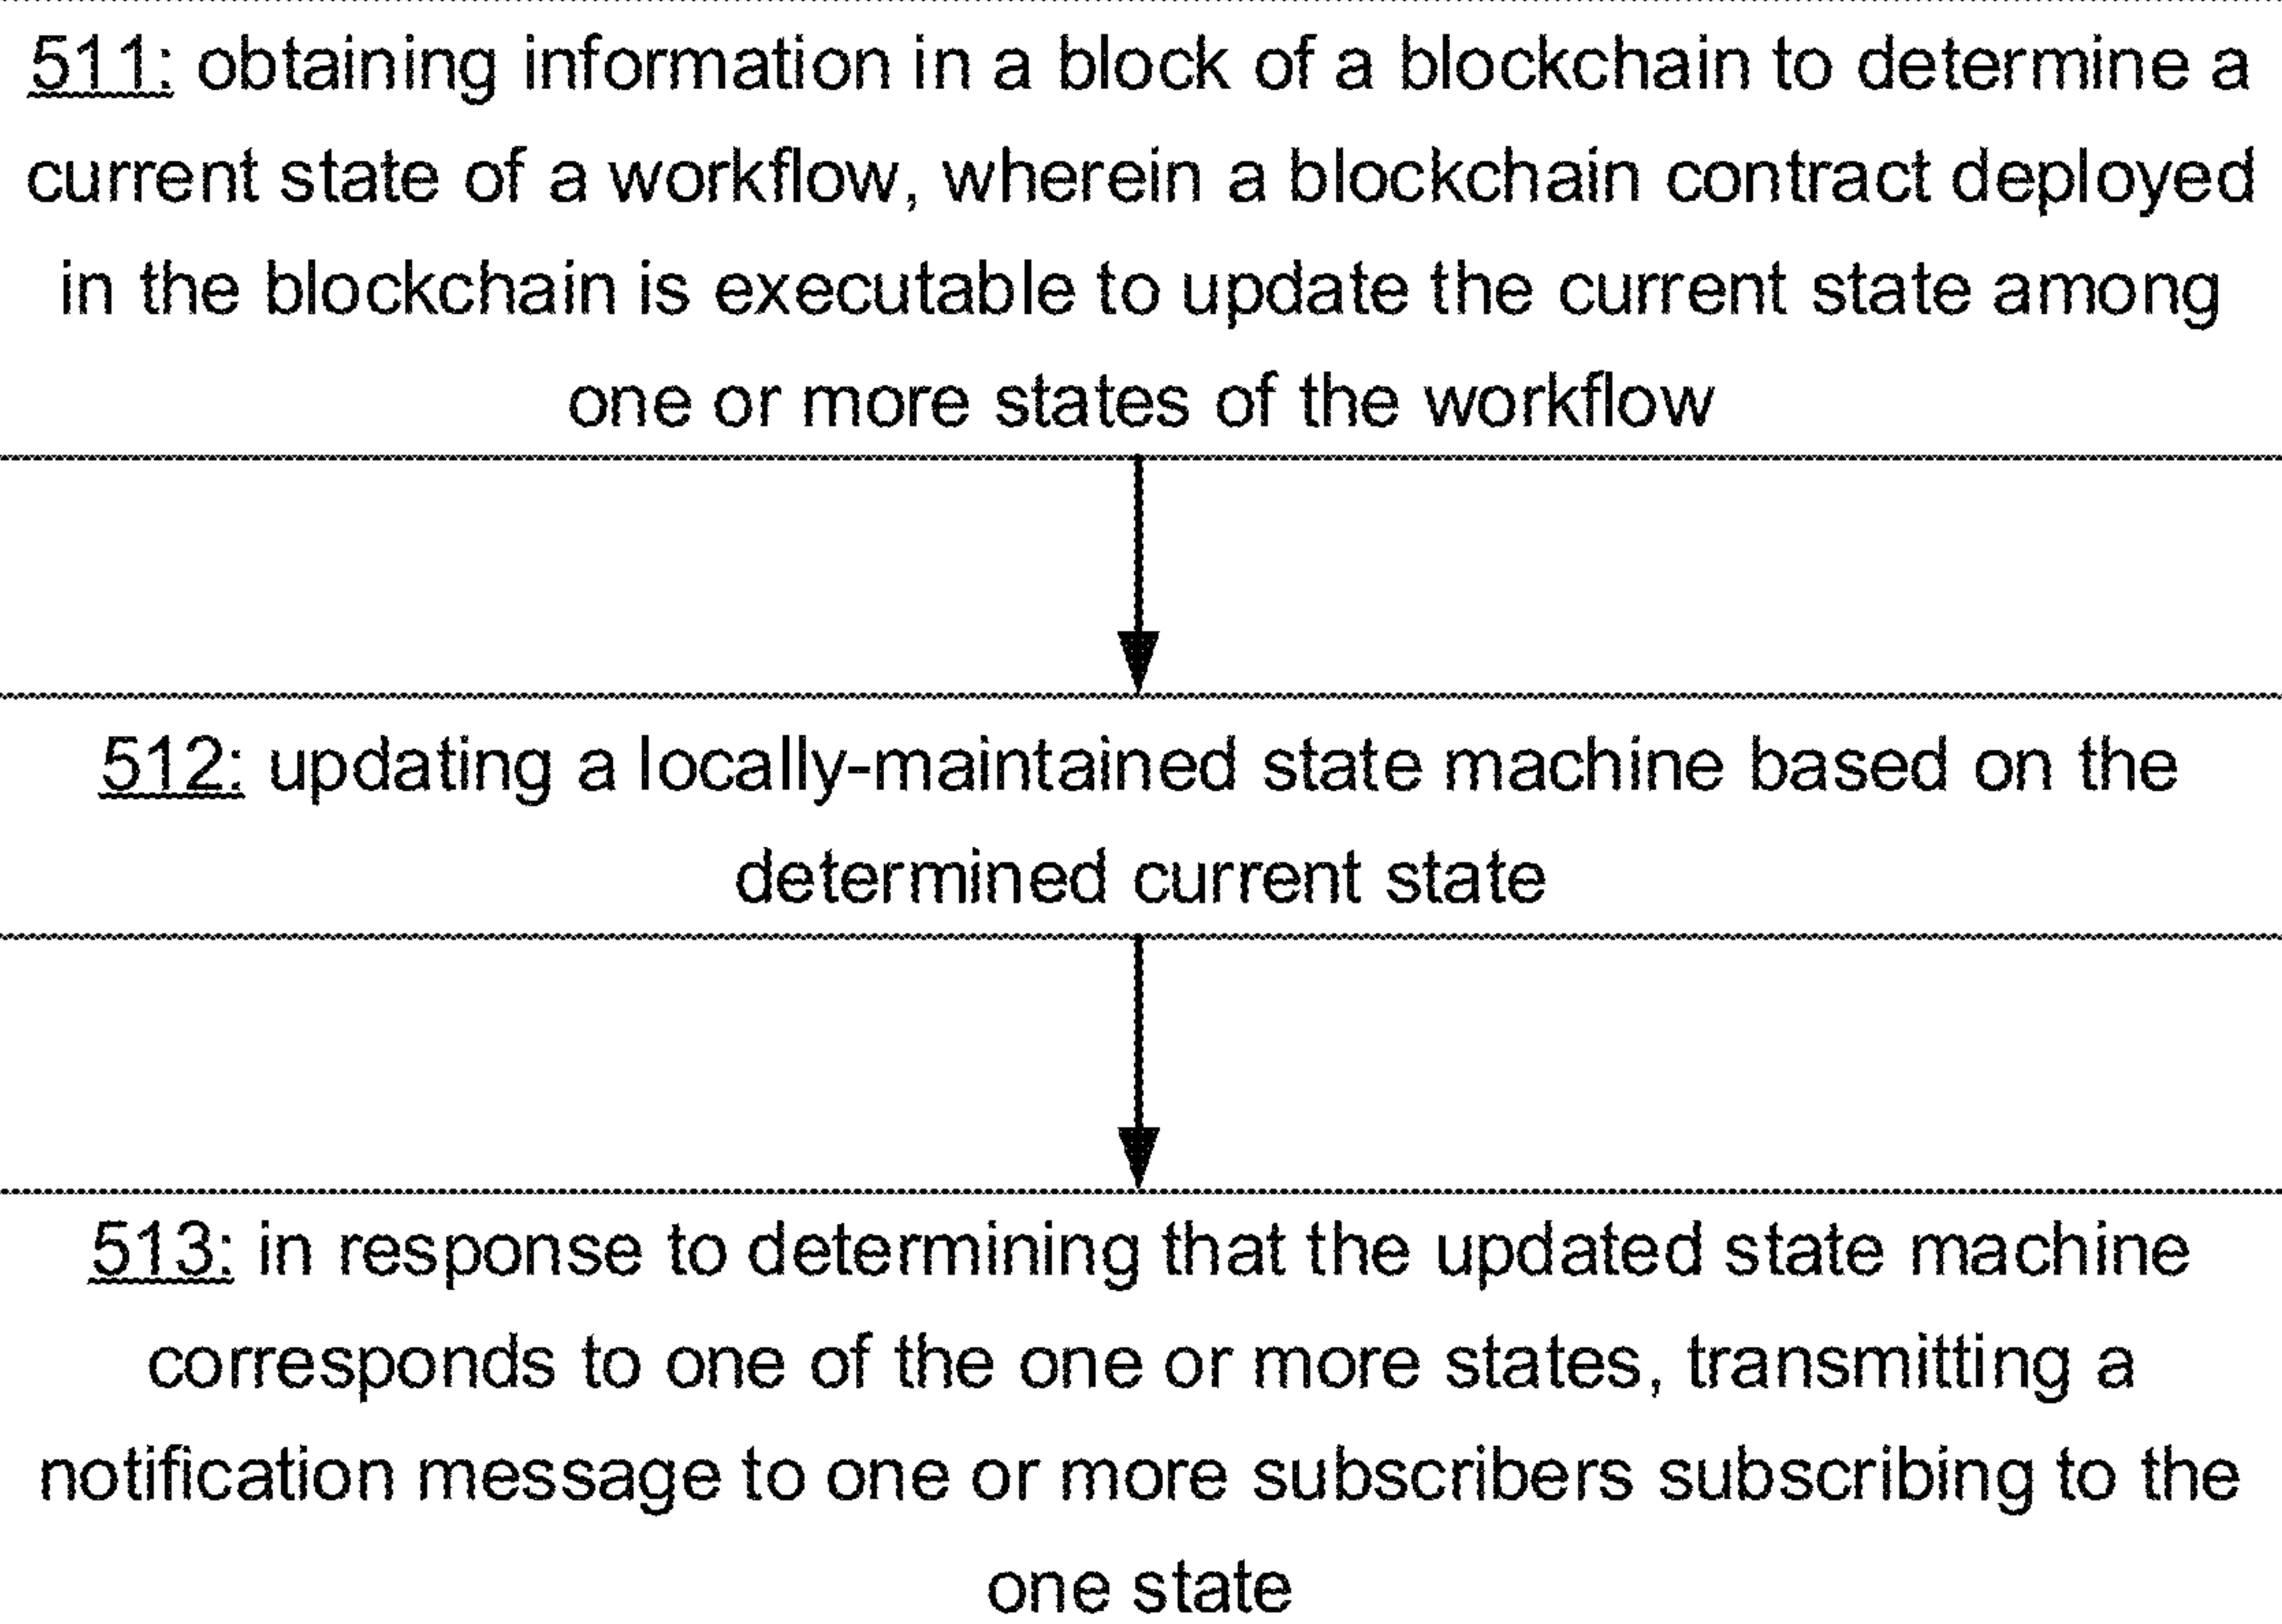 511: obtaining information in a block of a blockchain to determine a
current state of a workflow, wherein a blockchain contract deployed
in the blockchain is executable to update the current state among
one or more states of the workflow
512: updating a locally-maintained state machine based on the
determined current state
513: in response to determining that the updated state machine
corresponds to one of the one or more states, transmitting a
notification message to one or more subscribers subscribing to the
one state